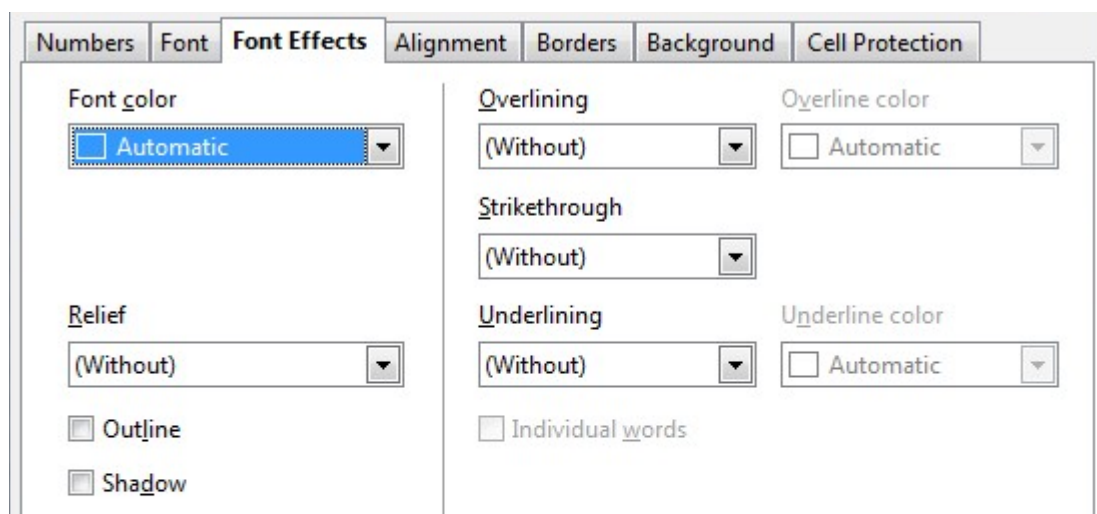 Numbers Font Font Effects Alignment Borders Background Cell Protection
Font color
Automatic
Relief
(Without)
Outline
Shadow
Overlining Overline color
(Without) Automatic
Strikethrough
(Without)
Underlining Underline color
(Without) Automatic
Individual words